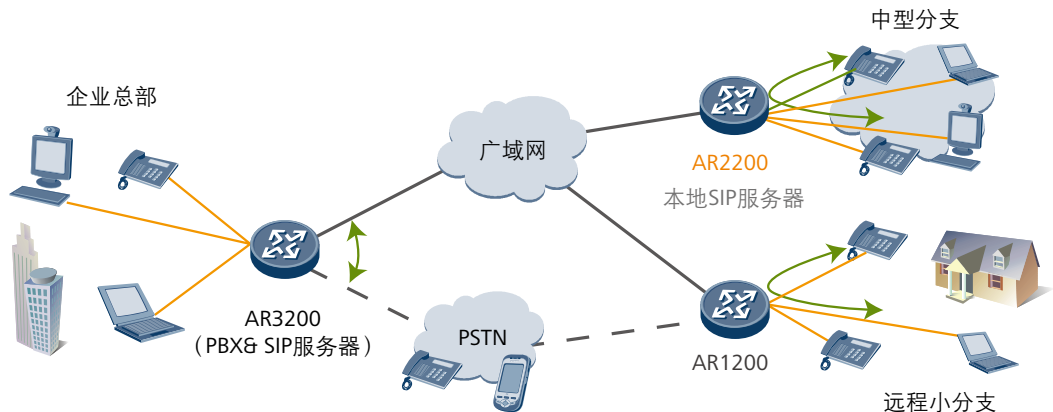 中型分支
企业总部
广域网
AR2200
本地SIP服务器
AR3200
（PBX& SIP服务器）
PSTN
AR1200
远程小分支